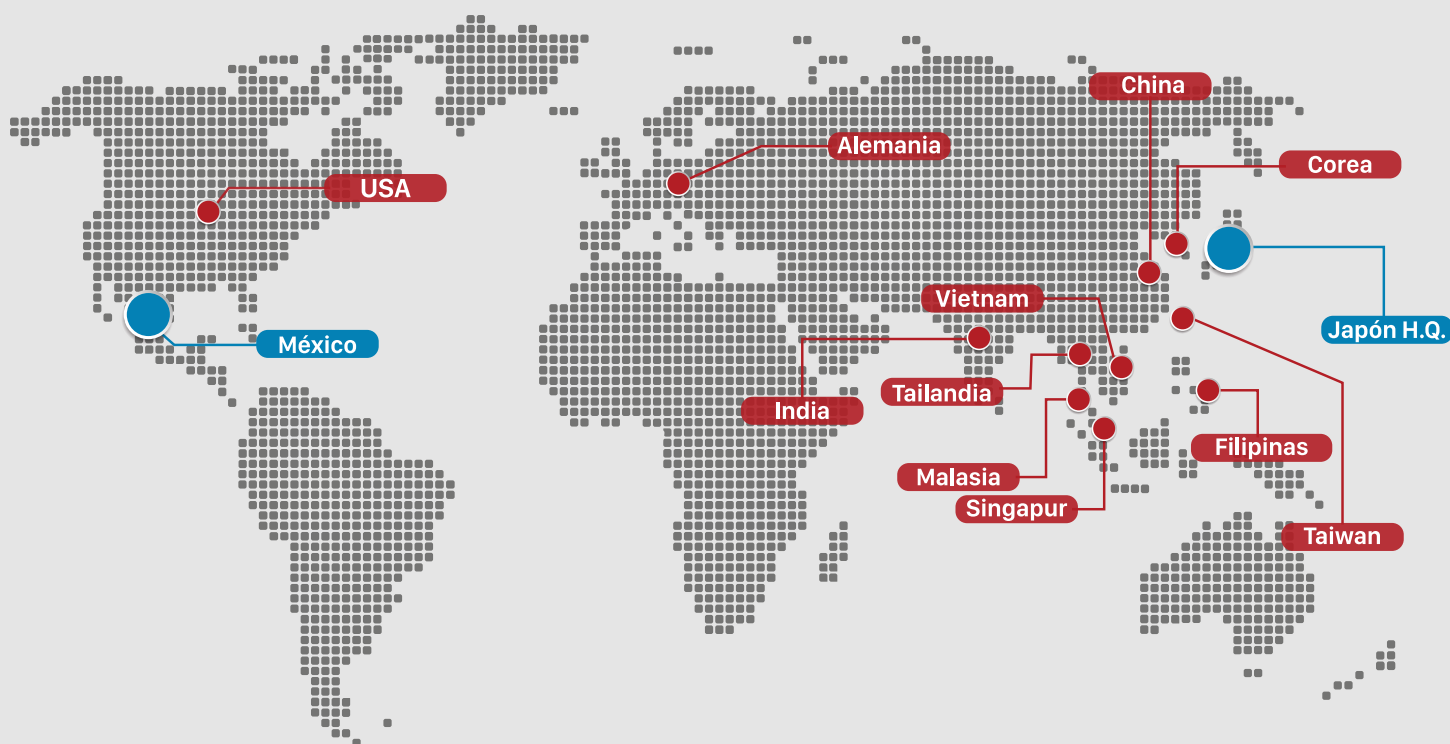 China
Alemania
Corea
USA
Vietnam
Japón H.Q.
México
Tailandia
India
Filipinas
Malasia
Singapur
Taiwan